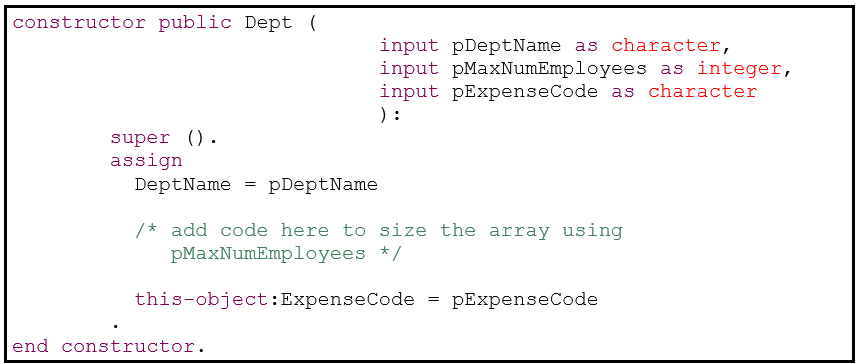 constructor public Dept (
input pDeptName as character,
input pMaxNumEmployees as integer,
input pExpenseCode as character
):
super ().
assign
DeptName = pDeptName
/* add code here to size the array using
pMaxNumEmployees */
this-object:ExpenseCode = pExpenseCode
.
end constructor.